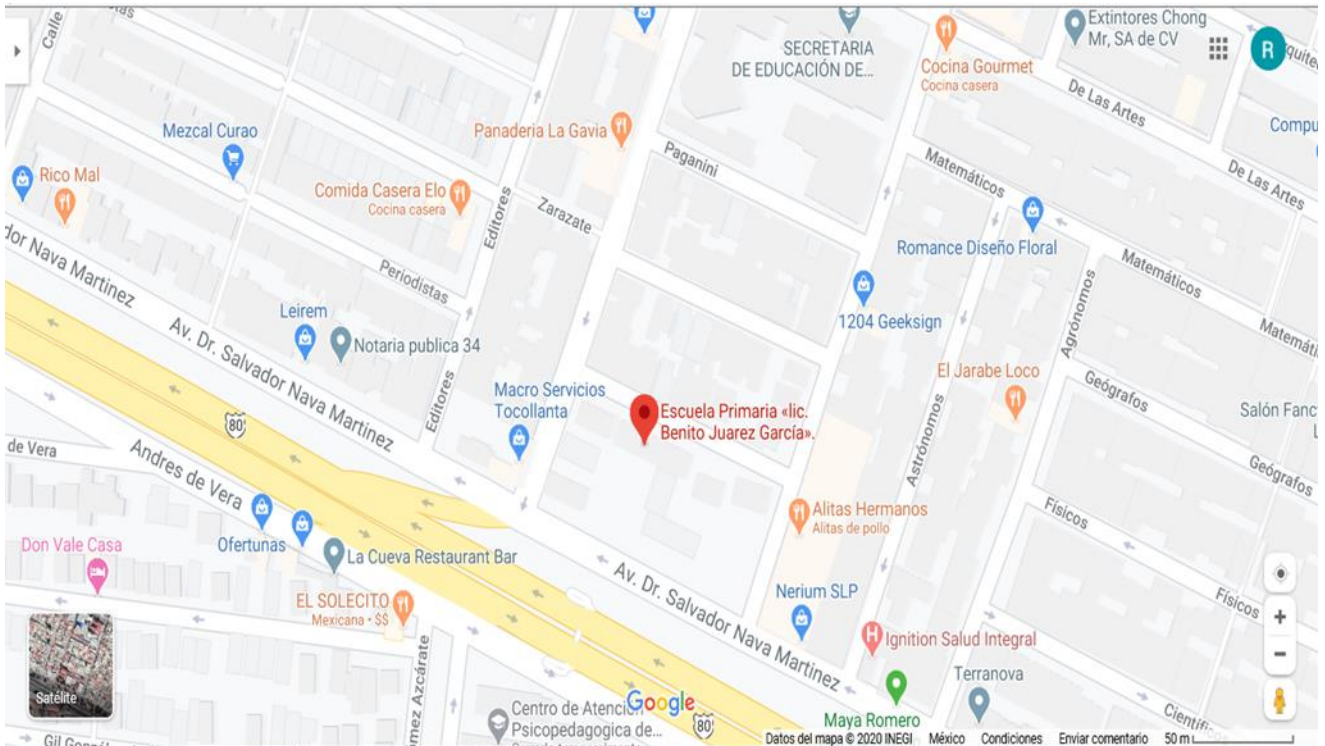 Calle
SECRETARIA
DE EDUCACIÓN DE...
Extintores Chong
Mr, SA de CV
R
Cocina Gourmet
Cocina casera
De Las Artes
Mezcal Curao
Panaderia La Gavia
Paganini
Matemáticos
De Las Artes
Rico Mal
Comida Casera Elo
Cocina casera
Editores
Zarazate
Romance Diseño Floral
Matemáticos
dor Nava Martinez
Periodistas
Leirem
Notaria publica 34
Av. Dr. Salvador Nava Martinez
1204 Geeksign
Agrónomos
El Jarabe Loco
Geógrafos
Macro Servicios
Tocollanta
Editores
Escuela Primaria «lic.
Benito Juarez García».
Salón Fanc
80
de Vera
Andres de Vera
Astrónomos
Geógrafos
Alitas Hermanos
Alitas de pollo
Físicos
Don Vale Casa
Ofertunas
La Cueva Restaurant Bar
Av. Dr. Salvador Nava Martinez
EL SOLECITO
Mexicana • $$
Nerium SLP
Físicos
Ignition Salud Integral
Satélite
mez Azcárate
Terranova
Centro de Atención
Psicopedagogica de...
Google
80
Maya Romero
Científicos
Datos del mapa © 2020 INEGI México Condiciones Enviar comentario 50 m